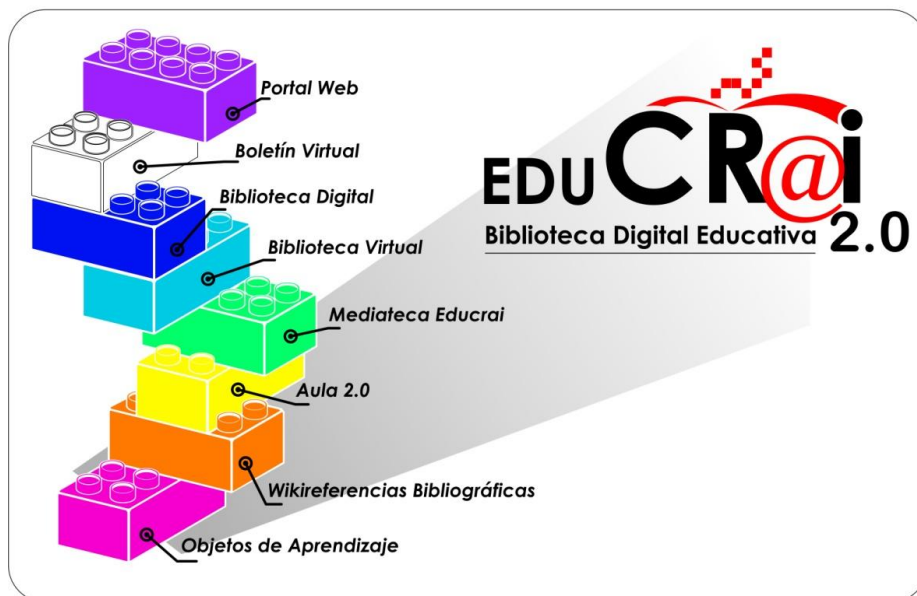 Portal Web
Boletín Virtual
Biblioteca Digital
Biblioteca Virtual
Mediateca Educrai
Aula 2.0
Wikireferencias Bibliográficas
Objetos de Aprendizaje
EDUCR@i
Biblioteca Digital Educativa 2.0